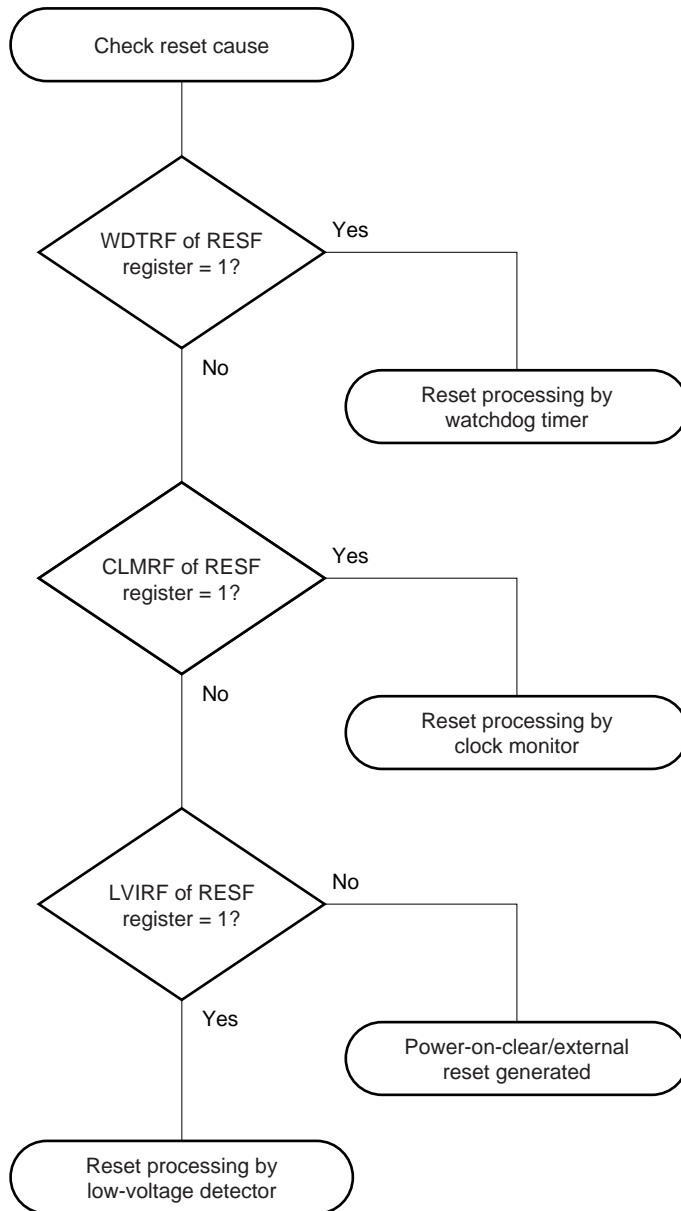 Check reset cause
WDTRF of RESF
register = 1?
Yes
No
Reset processing by
watchdog timer
CLMRF of RESF
register = 1?
Yes
No
Reset processing by
clock monitor
LVIRF of RESF
register = 1?
No
Yes
Power-on-clear/external
reset generated
Reset processing by
low-voltage detector